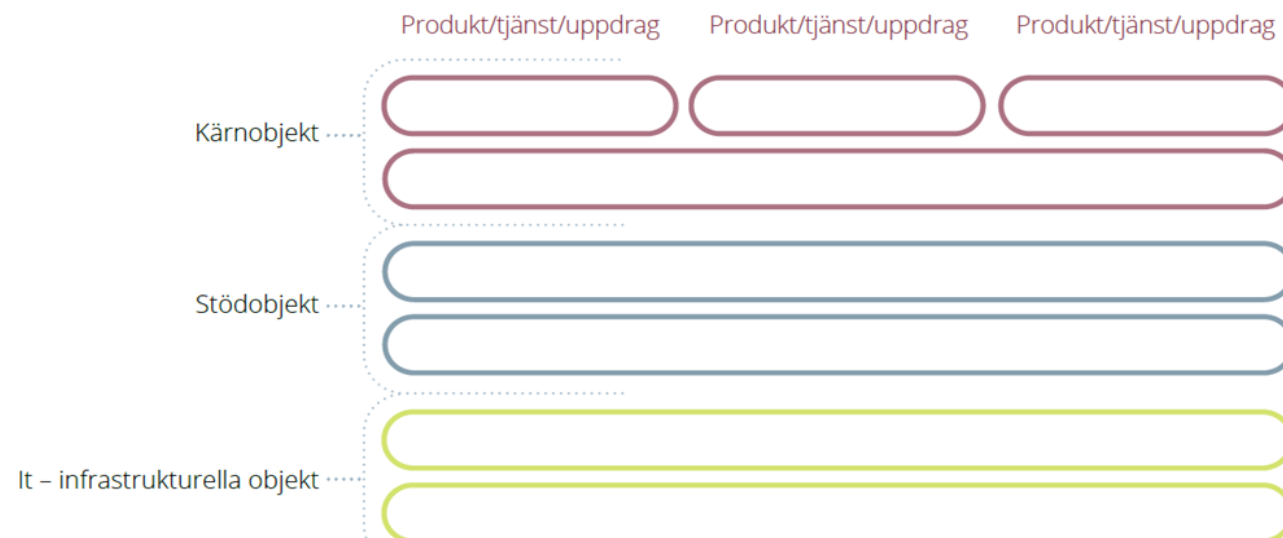 Produkt/tjänst/uppdrag Produkt/tjänst/uppdrag Produkt/tjänst/uppdrag
Kärnobjekt
Stödobjekt
It – infrastrukturella objekt